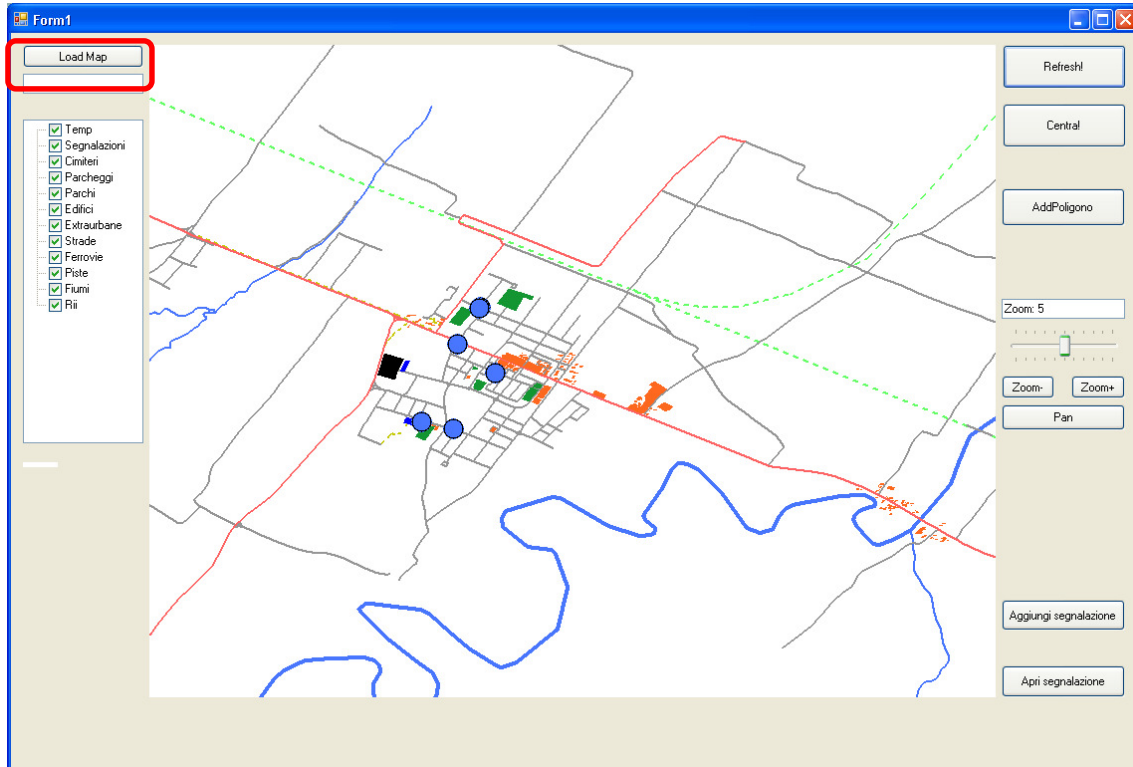 Form1
Load Map
Temp
Segnalazioni
Cimiteri
Parcheggi
Parchi
Edifici
Extraurbane
Strade
Ferrovie
Piste
Fiumi
Rii
Refresh!
Centra!
AddPoligono
Zoom: 5
Zoom- Zoom+
Pan
Aggiungi segnalazione
Apri segnalazione